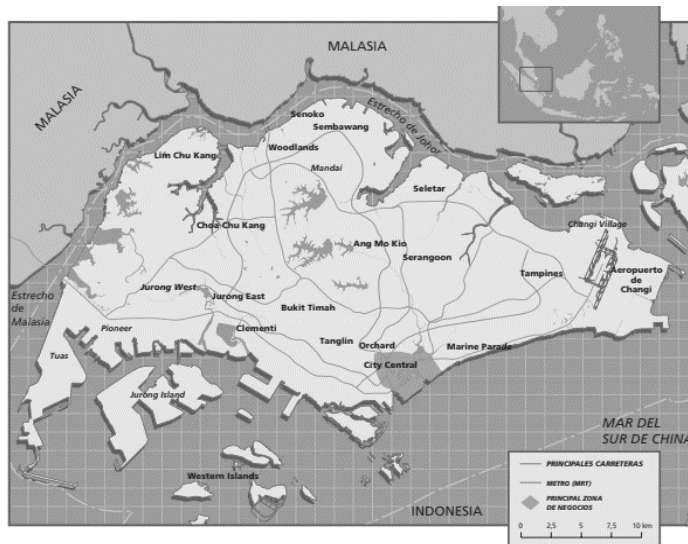 MALASIA
MALASIA
Estrecho de Johor
Senoko
Sembawang
Woodlands
Lim Chu Kang
Mandai
Seletar
Choa Chu Kang
Changi Village
Ang Mo Kio
Serangoon
Tampines
Aeropuerto
de
Changi
Estrecho
de
Malasia
Jurong West
Jurong East
Bukit Timah
Pioneer
Clementi
Tanglin
Orchard
Marine Parade
Tuas
City Central
Jurong Island
MAR DEL
SUR DE CHINA
Western Islands
INDONESIA
PRINCIPALES CARRETERAS
METRO (MRT)
PRINCIPAL ZONA
DE NEGOCIOS
0 2,5 5 7,5 10 km